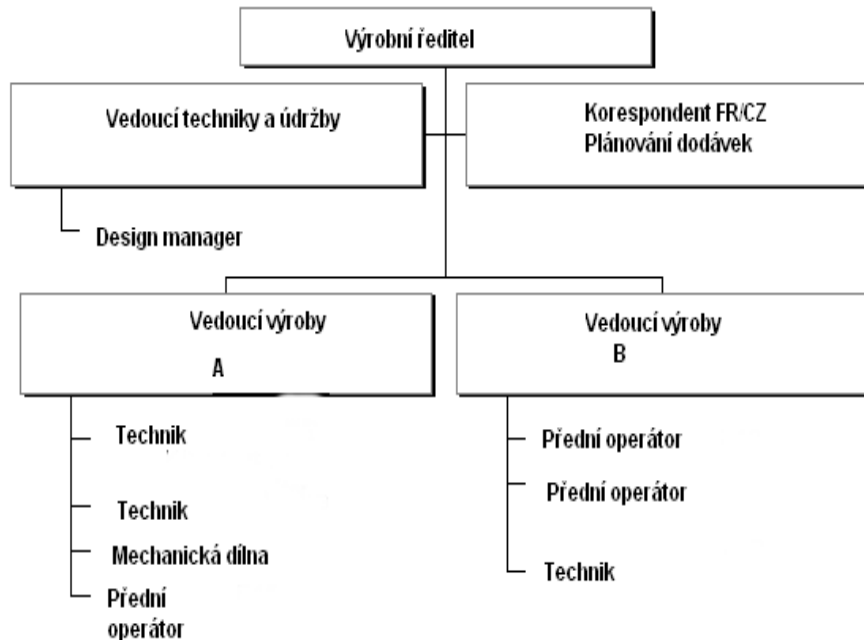 Výrobní ředitel
Vedoucí techniky a údržby
Korespondent FR/CZ
Plánování dodávek
Design manager
Vedoucí výroby
A
Vedoucí výroby
B
Technik
Technik
Mechanická dílna
Přední
operátor
Přední operátor
Přední operátor
Technik